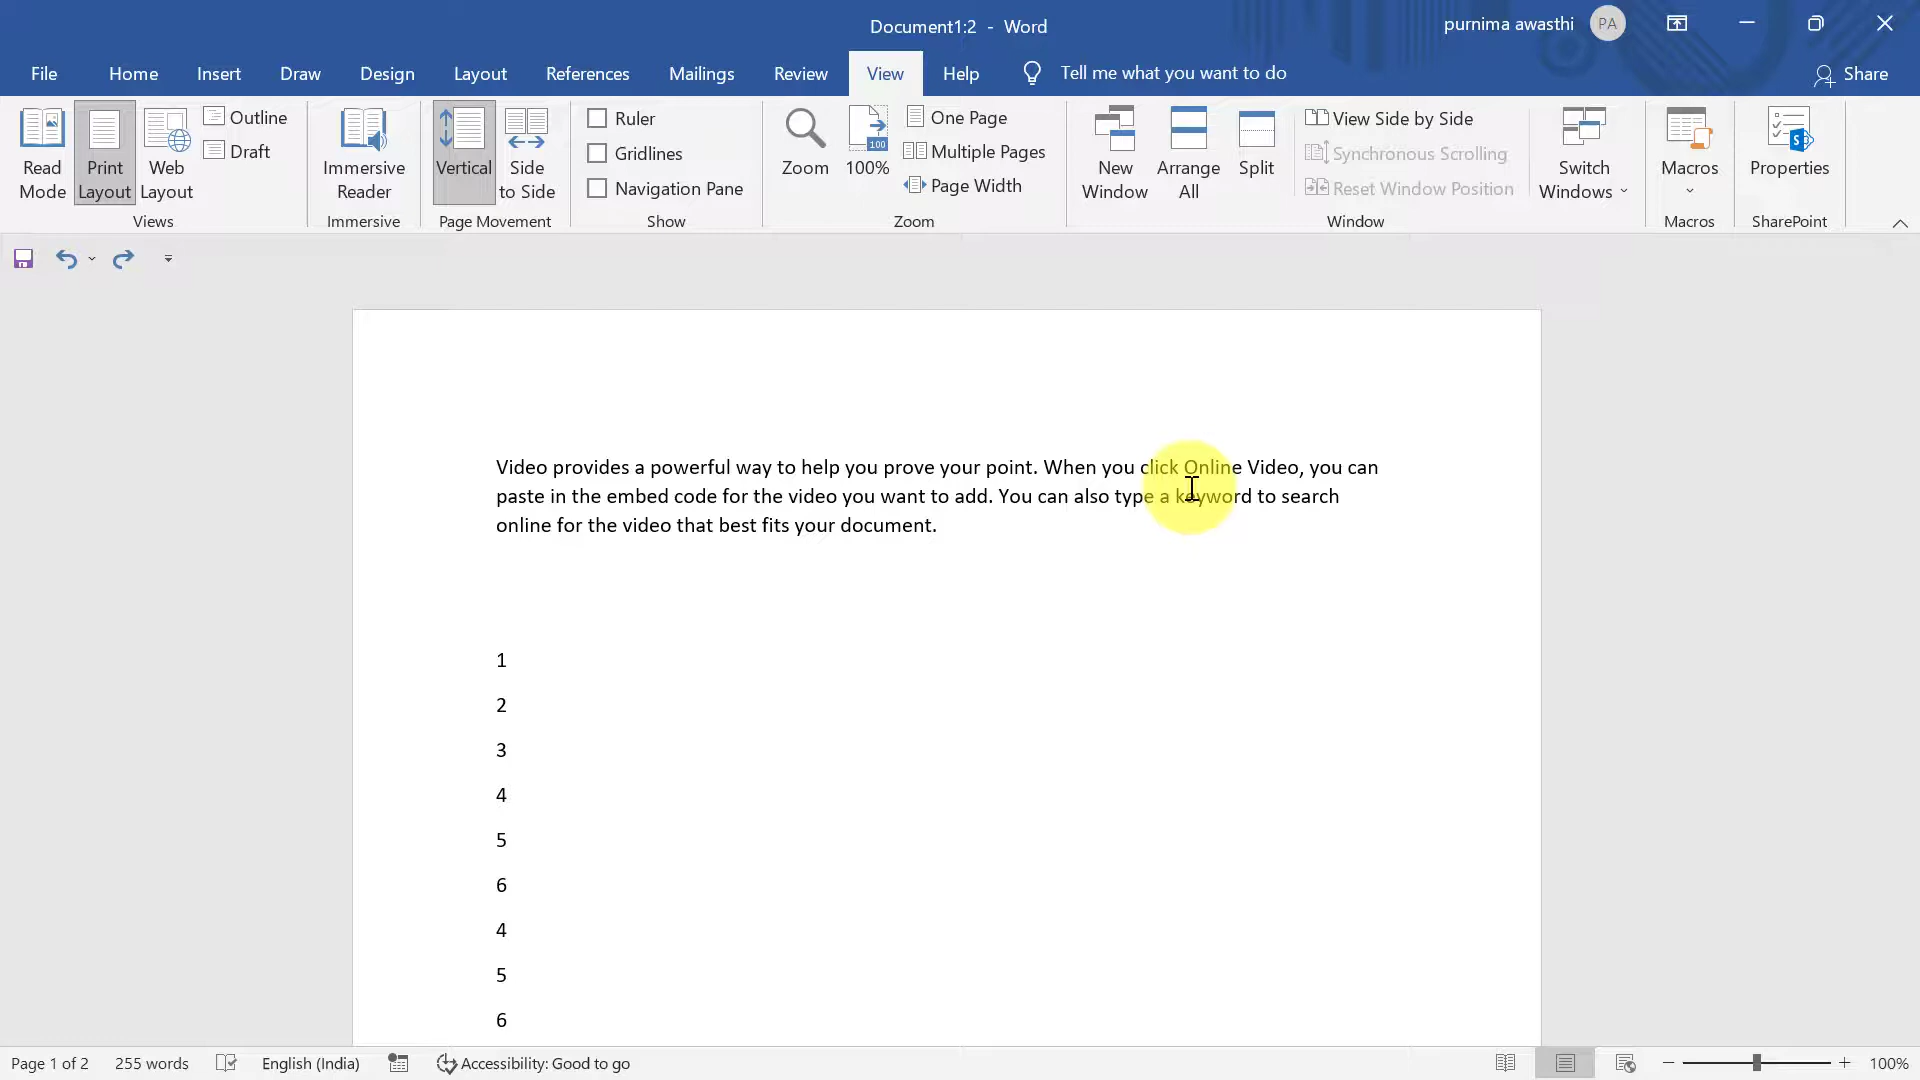 Document1:2 - Word
purnima awasthi PA
File Home Insert Draw Design Layout References Mailings Review View Help Tell me what you want to do Share
Read Mode
Print Layout
Web Layout
Outline
Draft
Views
Immersive Reader
Immersive
Vertical
Side to Side
Page Movement
Ruler
Gridlines
Navigation Pane
Show
Zoom
100
100%
One Page
Multiple Pages
Page Width
Zoom
New Window
Arrange All
Split
View Side by Side
Synchronous Scrolling
Reset Window Position
Switch Windows
Window
Macros
Macros
S
Properties
SharePoint
Video provides a powerful way to help you prove your point. When you click Online Video, you can
paste in the embed code for the video you want to add. You can also type a keyword to search
online for the video that best fits your document.
1
2
3
4
5
6
4
5
6
Page 1 of 2 255 words English (India) Accessibility: Good to go 100%